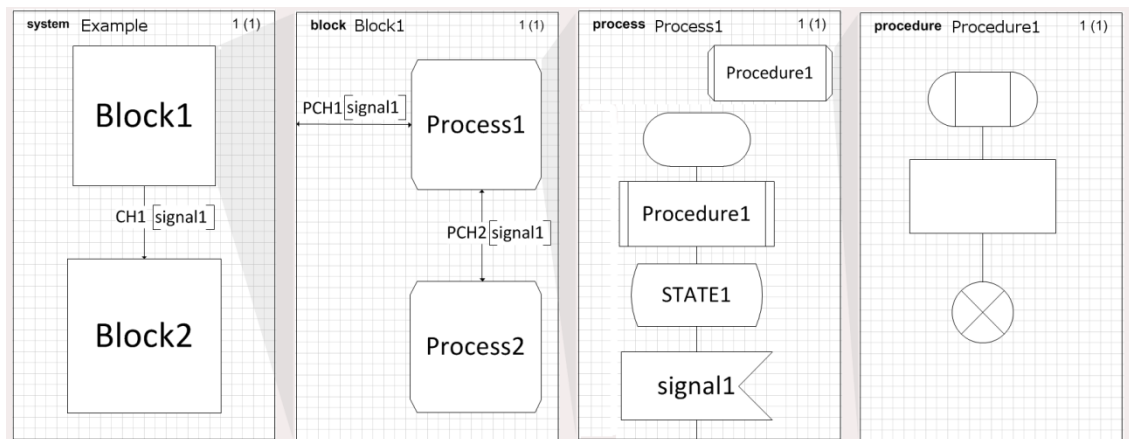 system Example 1 (1)
Block1
CH1 [signal1]
Block2
block Block1 1 (1)
PCH1 [signal1]
Process1
PCH2 [signal1]
Process2
process Process1 1 (1)
Procedure1
Procedure1
STATE1
signal1
procedure Procedure1 1 (1)